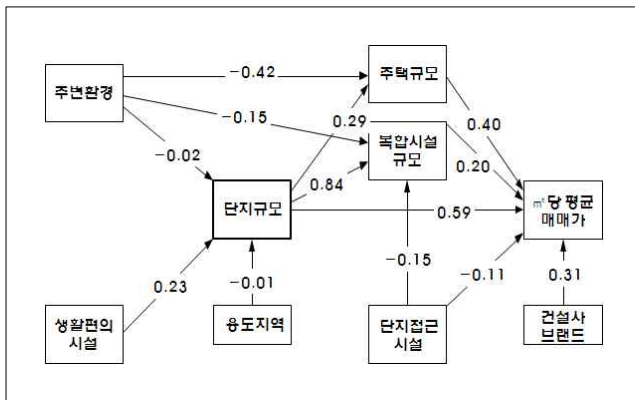 -0.42
주택규모
주변환경
-0.15
0.29
0.40
복합시설
규모
-0.02
0.84
0.20
단지규모
0.59
㎡당 평균
매매가
-0.15
-0.11
0.23
-0.01
0.31
생활편의
시설
용도지역
단지접근
시설
건설사
브랜드